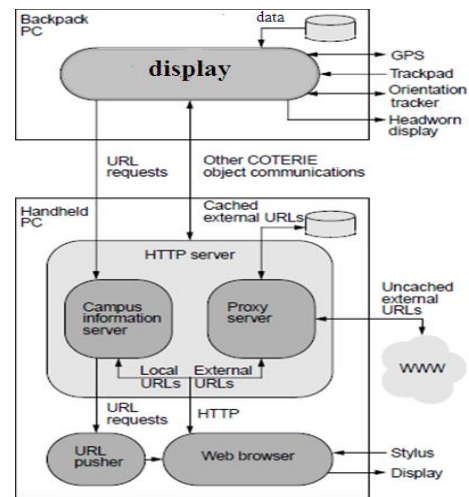 Backpack
PC
data
display
GPS
Trackpad
Orientation
tracker
Headworn
display
URL
requests
Other COTERIE
object communications
Handheld
PC
Cached
external URLs
HTTP server
Campus
information
server
Proxy
server
Uncached
external
URLs
WWW
Local
URLs
External
URLs
URL
requests
HTTP
URL
pusher
Web browser
Stylus
Display